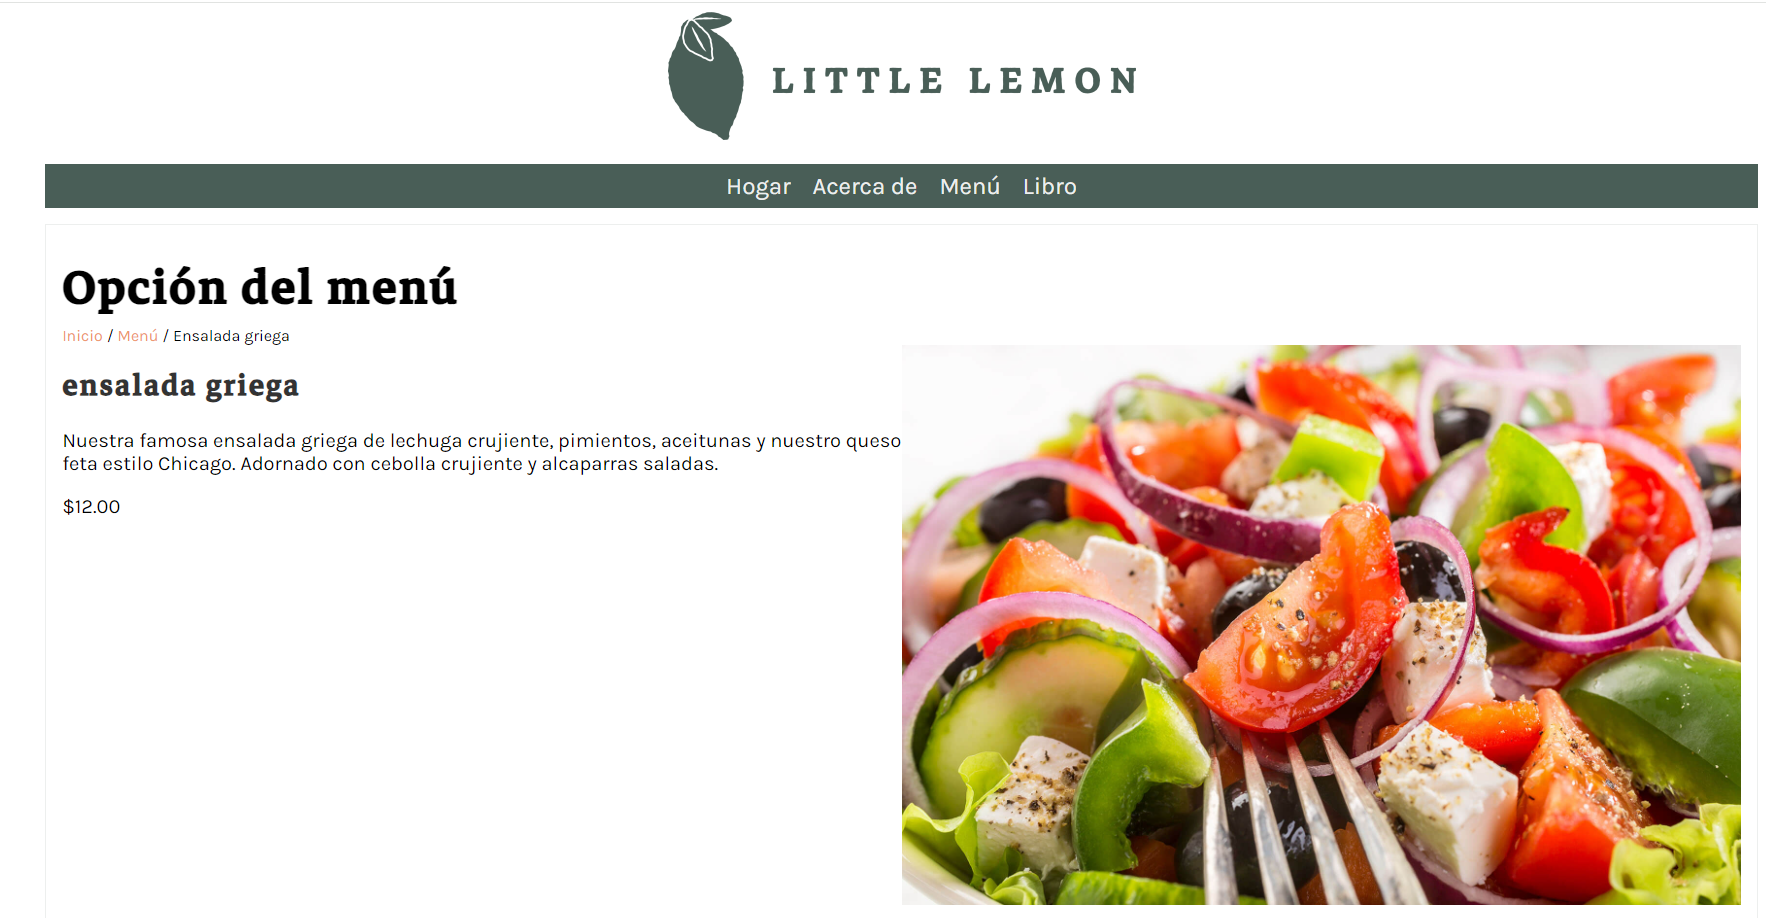 LITTLE LEMON
Hogar Acerca de Menú Libro
Opción del menú
Inicio / Menú / Ensalada griega
ensalada griega
Nuestra famosa ensalada griega de lechuga crujiente, pimientos, aceitunas y nuestro queso
feta estilo Chicago. Adornado con cebolla crujiente y alcaparras saladas.
$12.00